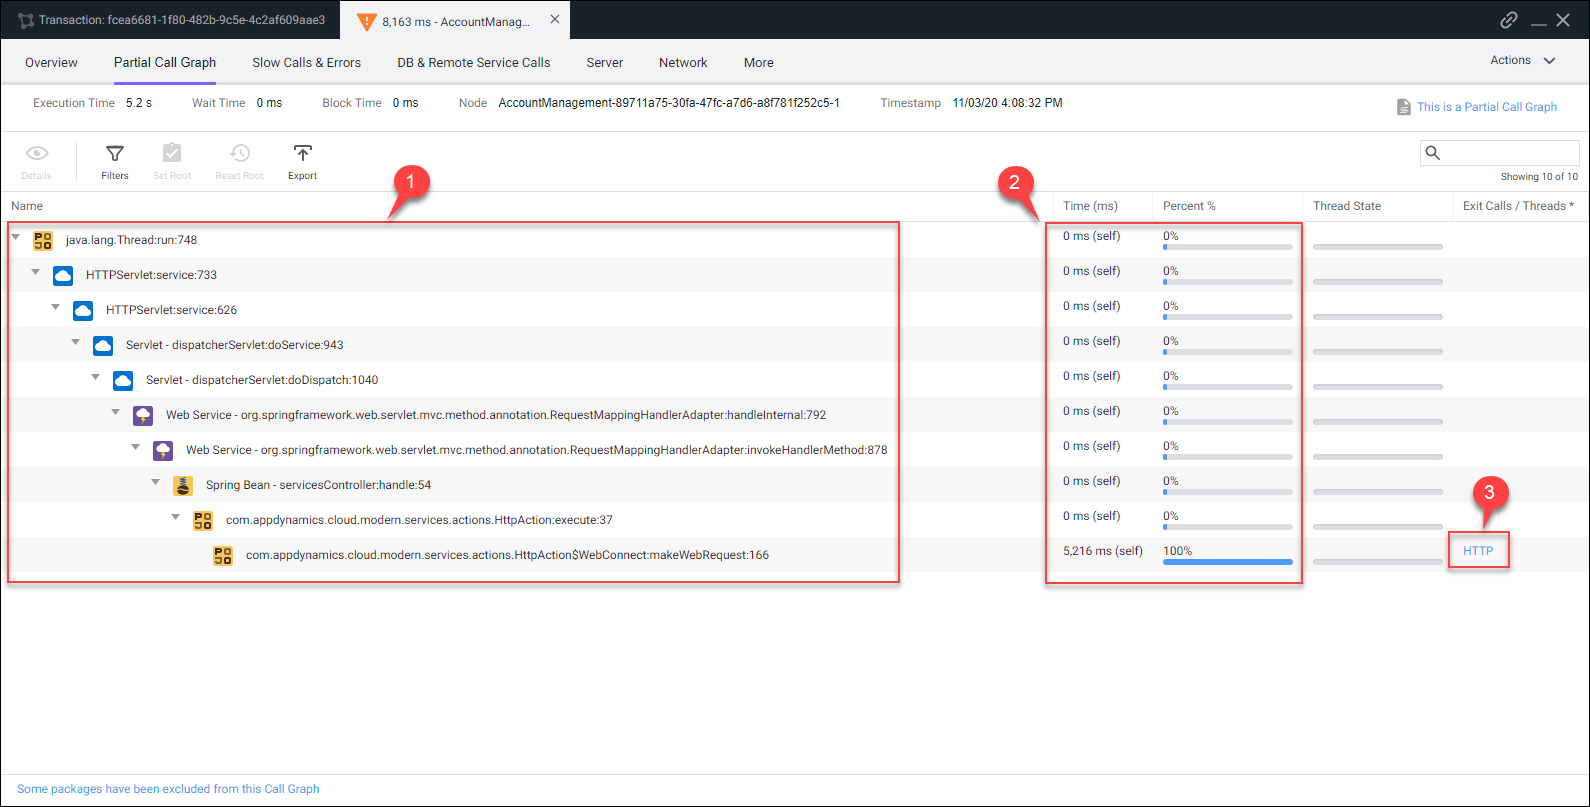 Transaction: fcea6681-1f80-482b-9c5e-4c2af609aae3
8,163 ms - AccountManag...
Overview
Partial Call Graph
Slow Calls & Errors
DB & Remote Service Calls
Server
Network
More
Actions
Execution Time 5.2 s
Wait Time 0 ms
Block Time 0 ms
Node AccountManagement-89711a75-30fa-47fc-a7d6-a8f781f252c5-1
Timestamp 11/03/20 4:08:32 PM
This is a Partial Call Graph
Details
Filters
Set Root
Reset Root
Export
Showing 10 of 10
1
2
Name
Time (ms)
Percent %
Thread State
Exit Calls / Threads *
POJO java.lang.Thread:run:748 0 ms (self) 0%
HTTPServlet:service:733 0 ms (self) 0%
HTTPServlet:service:626 0 ms (self) 0%
Servlet - dispatcherServlet:doService:943 0 ms (self) 0%
Servlet - dispatcherServlet:doDispatch:1040 0 ms (self) 0%
Web Service - org.springframework.web.servlet.mvc.method.annotation.RequestMappingHandlerAdapter:handleInternal:792 0 ms (self) 0%
Web Service - org.springframework.web.servlet.mvc.method.annotation.RequestMappingHandlerAdapter:invokeHandlerMethod:878 0 ms (self) 0%
Spring Bean - servicesController:handle:54 0 ms (self) 0%
3
POJO com.appdynamics.cloud.modern.services.actions.HttpAction:execute:37 0 ms (self) 0%
POJO com.appdynamics.cloud.modern.services.actions.HttpAction$WebConnect:makeWebRequest:166 5,216 ms (self) 100% HTTP
Some packages have been excluded from this Call Graph